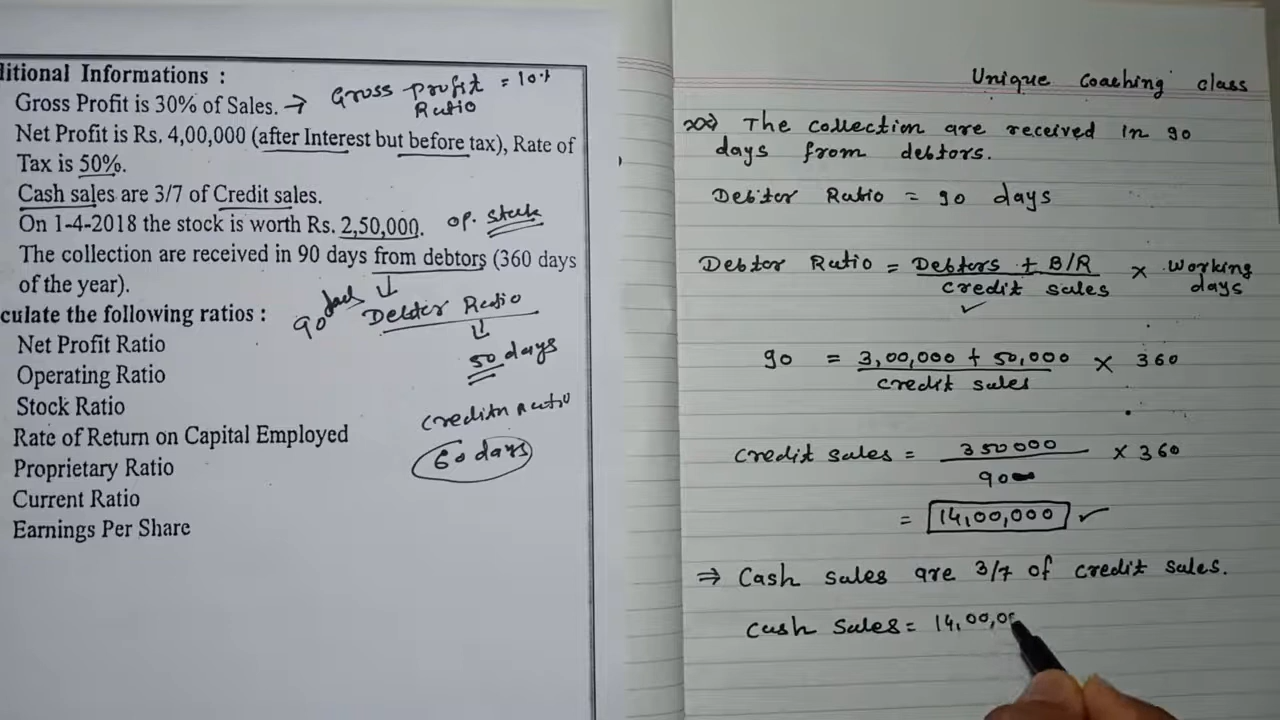 ditional Informations :
Gross Profit is 30% of Sales. → Gross profit Ratio = 10%
Net Profit is Rs. 4,00,000 (after Interest but before tax), Rate of
Tax is 50%.
Cash sales are 3/7 of Credit sales.
On 1-4-2018 the stock is worth Rs. 2,50,000. op. stock
The collection are received in 90 days from debtors (360 days
of the year).
90 days Debtor Ratio
culate the following ratios :
Net Profit Ratio
50 days
Operating Ratio
Stock Ratio
Rate of Return on Capital Employed
60 days
Proprietary Ratio
Current Ratio
Earnings Per Share
Unique Coaching class
The collection are received in 90
days from debtors.
Debtor Ratio = 90 days
Debtor Ratio = Debtors + B/R / credit sales × working days
90 = 3,00,000 + 50,000 / credit sales × 360
credit sales = 350000 / 90 × 360
= 14,00,000 ✓
⇒ Cash sales are 3/7 of credit sales.
cash sales = 14,00,0